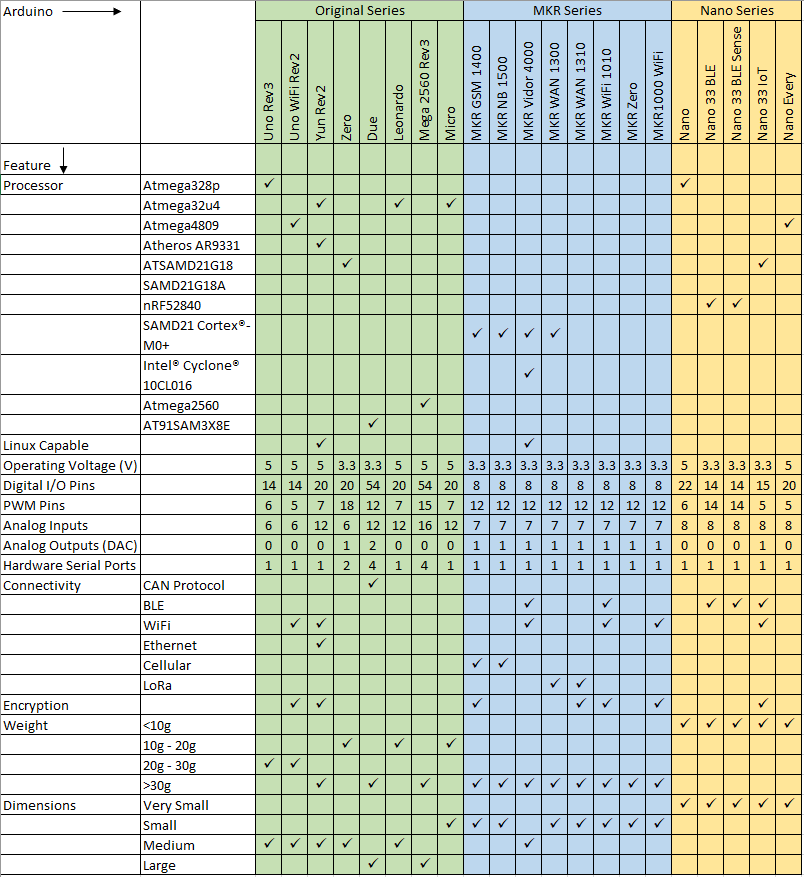 Arduino Original Series MKR Series Nano Series
Uno Rev3 Uno WiFi Rev2 Yun Rev2 Zero Due Leonardo Mega 2560 Rev3 Micro MKR GSM 1400 MKR NB 1500 MKR Vidor 4000 MKR WAN 1300 MKR WAN 1310 MKR WiFi 1010 MKR Zero MKR1000 WiFi Nano Nano 33 BLE Nano 33 BLE Sense Nano 33 IoT Nano Every
Feature
Processor Atmega328p ✓ ✓
Atmega32u4 ✓ ✓ ✓
Atmega4809 ✓ ✓
Atheros AR9331 ✓
ATSAMD21G18 ✓ ✓
SAMD21G18A
nRF52840 ✓ ✓
SAMD21 Cortex®-
M0+ ✓ ✓ ✓ ✓
Intel® Cyclone®
10CL016 ✓
Atmega2560 ✓
AT91SAM3X8E ✓
Linux Capable ✓ ✓
Operating Voltage (V) 5 5 5 3.3 3.3 5 5 5 3.3 3.3 3.3 3.3 3.3 3.3 3.3 3.3 5 3.3 3.3 3.3 5
Digital I/O Pins 14 14 20 20 54 20 54 20 8 8 8 8 8 8 8 8 22 14 14 15 20
PWM Pins 6 5 7 18 12 7 15 7 12 12 12 12 12 12 12 12 6 14 14 5 5
Analog Inputs 6 6 12 6 12 12 16 12 7 7 7 7 7 7 7 7 8 8 8 8 8
Analog Outputs (DAC) 0 0 0 1 2 0 0 0 1 1 1 1 1 1 1 1 0 0 0 1 0
Hardware Serial Ports 1 1 1 2 4 1 4 1 1 1 1 1 1 1 1 1 1 1 1 1 1
Connectivity CAN Protocol ✓
BLE ✓ ✓ ✓ ✓ ✓
WiFi ✓ ✓ ✓ ✓ ✓ ✓
Ethernet ✓
Cellular ✓ ✓
LoRa ✓ ✓
Encryption ✓ ✓ ✓ ✓ ✓ ✓ ✓
Weight <10g ✓ ✓ ✓ ✓ ✓
10g - 20g ✓ ✓ ✓
20g - 30g ✓ ✓
>30g ✓ ✓ ✓ ✓ ✓ ✓ ✓ ✓ ✓ ✓ ✓
Dimensions Very Small ✓ ✓ ✓ ✓ ✓
Small ✓ ✓ ✓ ✓ ✓ ✓ ✓ ✓
Medium ✓ ✓ ✓ ✓ ✓ ✓
Large ✓ ✓